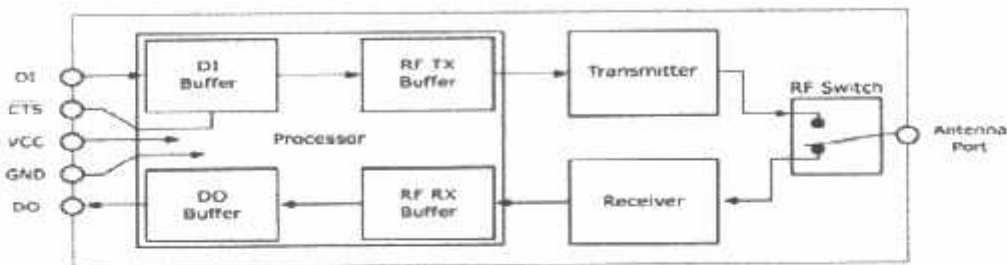 DI
CTS
VCC
GND
DO
DI
Buffer
RF TX
Buffer
Processor
DO
Buffer
RF RX
Buffer
Transmitter
Receiver
RF Switch
Antenna
Port